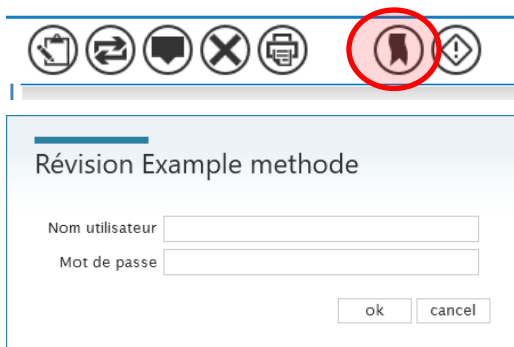 Révision Example methode
Nom utilisateur
Mot de passe
ok cancel